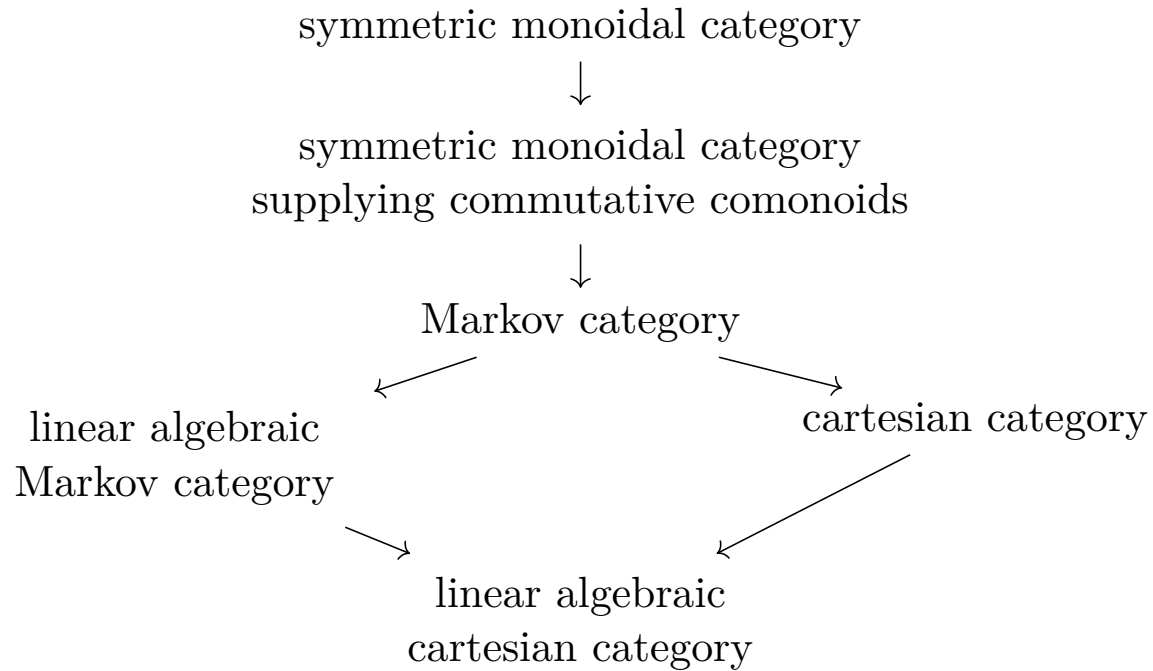 symmetric monoidal category
symmetric monoidal category
supplying commutative comonoids
Markov category
linear algebraic
Markov category
cartesian category
linear algebraic
cartesian category